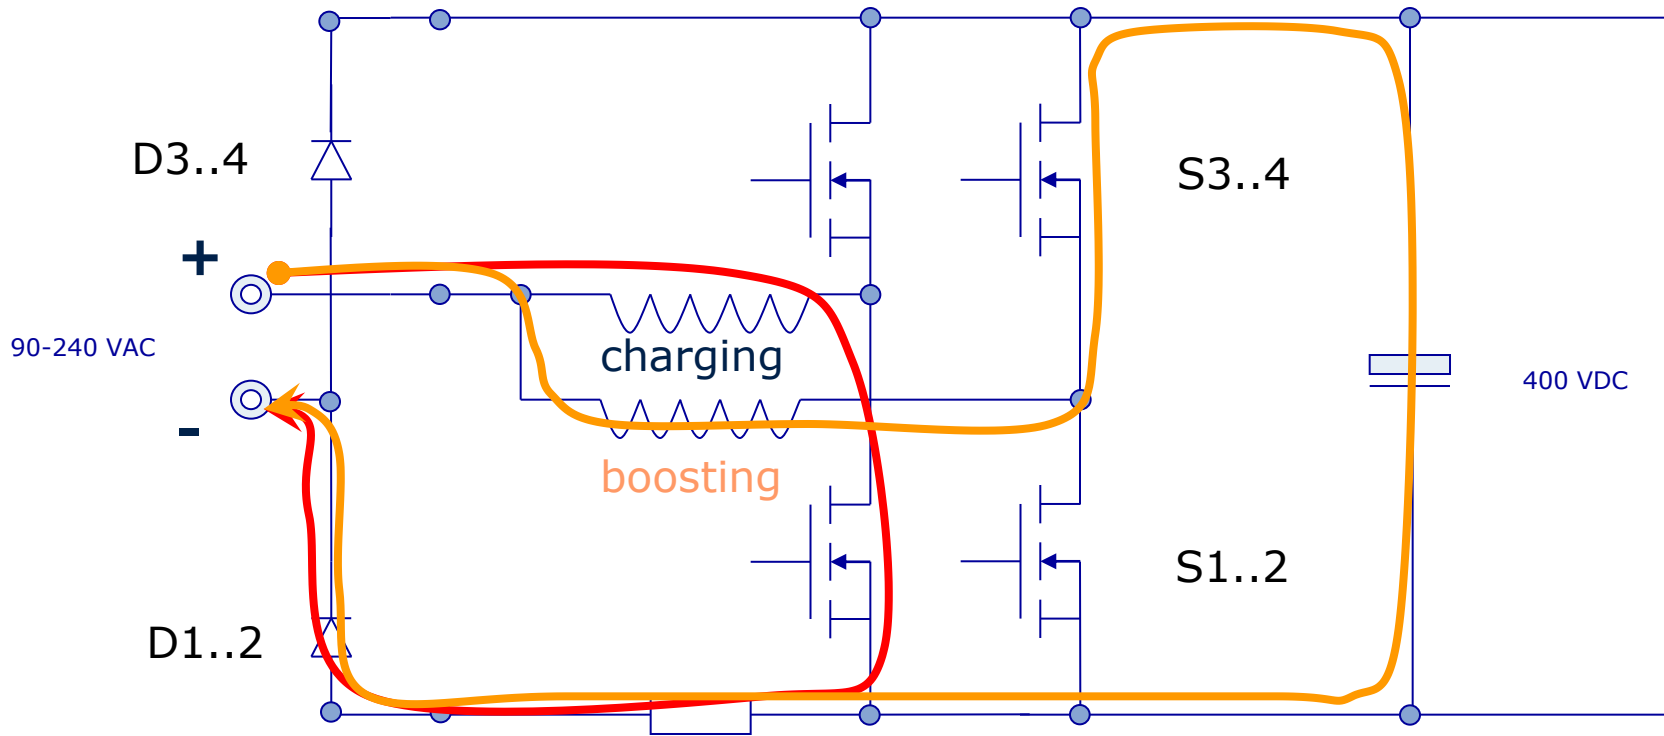 D3..4
S3..4
+
90-240 VAC
charging
400 VDC
-
boosting
S1..2
D1..2